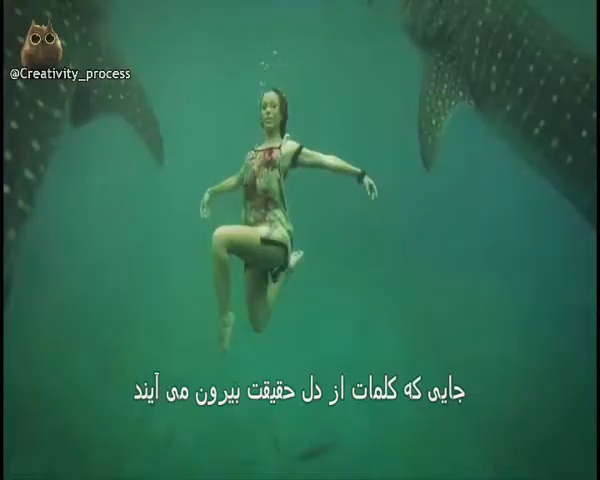 @Creativity_process
جایی که کلمات از دل حقیقت بیرون می آیند